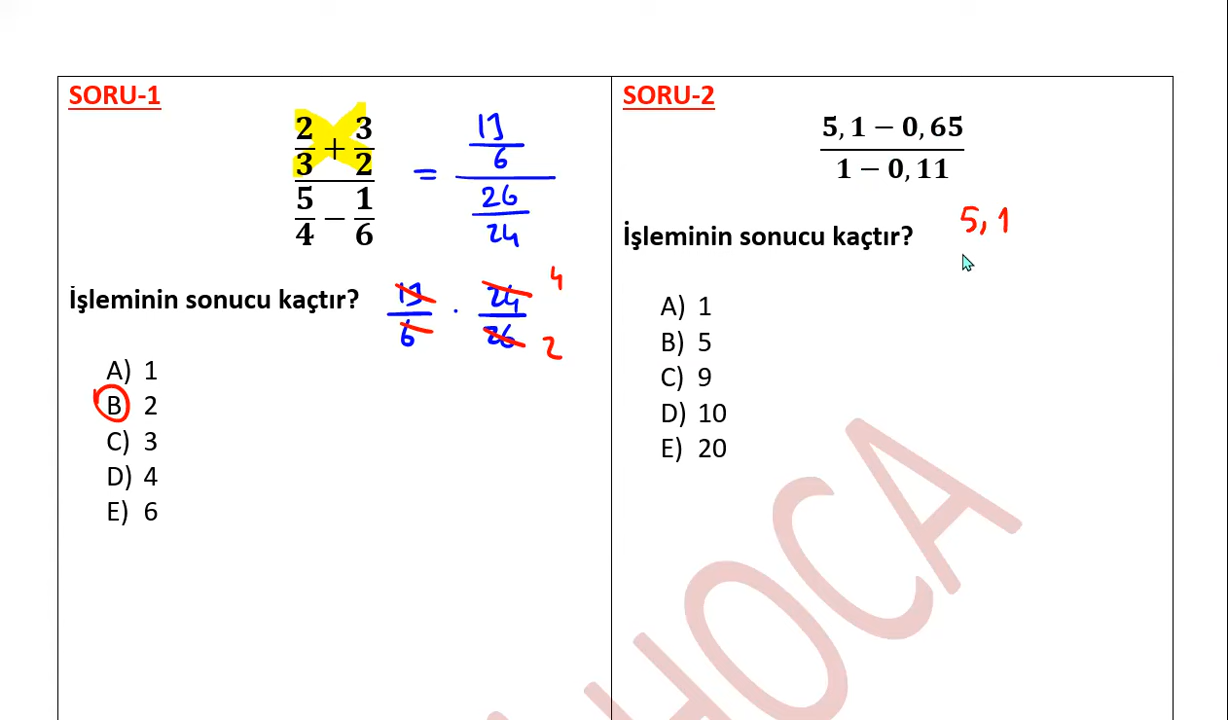 SORU-1
2/3 + 3/2
5/4 − 1/6
= 13/6
26/24
İşleminin sonucu kaçtır?
13/6 · 24/26 4 2
A) 1
B) 2
C) 3
D) 4
E) 6
SORU-2
5, 1 − 0, 65
1 − 0, 11
5, 1
İşleminin sonucu kaçtır?
A) 1
B) 5
C) 9
D) 10
E) 20
HOCA